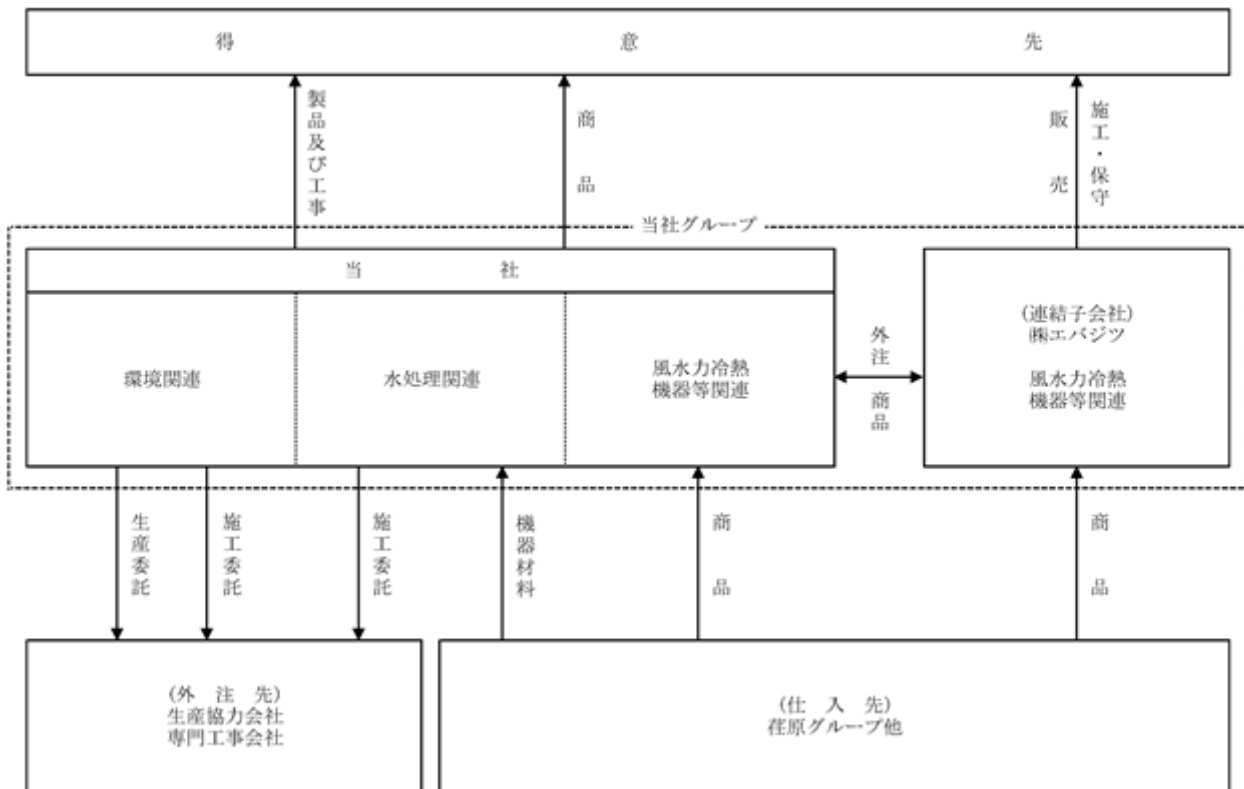 得意先
製品及び工事
商品
販売
施工・保守
当社グループ
当社
環境関連
水処理関連
風水力冷熱
機器等関連
外注
商品
(連結子会社)
㈱エバジツ
風水力冷熱
機器等関連
生産委託
施工委託
施工委託
機器材料
商品
商品
(外注先)
生産協力会社
専門工事会社
(仕入先)
荏原グループ他